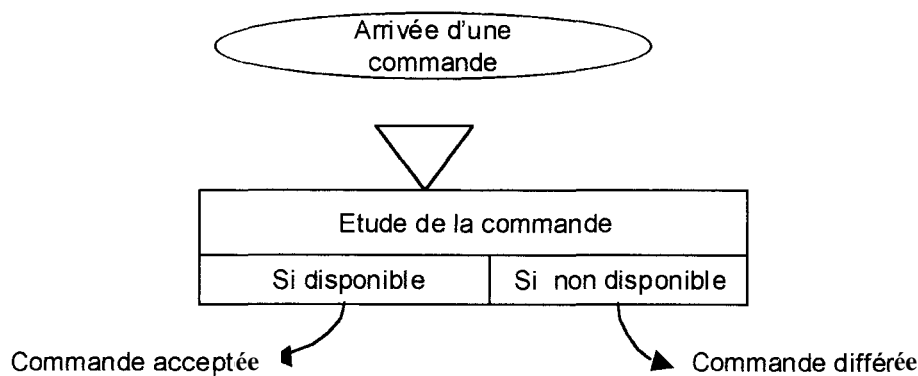 Arrivée d'une
commande
Etude de la commande
Si disponible
Si non disponible
Commande acceptée
Commande différée